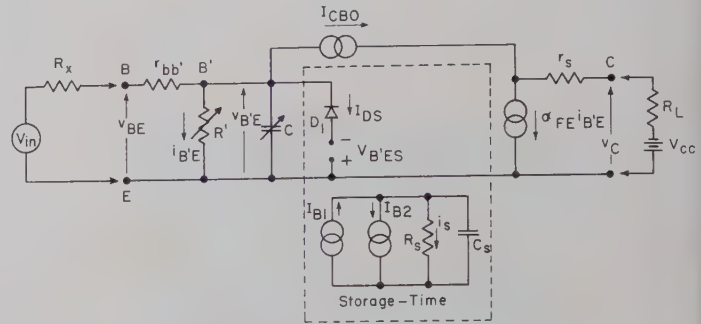 I_CBO
R_x B r_bb' B' r_s C
V_in v_BE i_B'E R' v_B'E C D_1 I_DS V_B'ES α_FE i_B'E v_C R_L V_cc
− +
E
I_B1 I_B2 R_s i_s C_s
Storage-Time